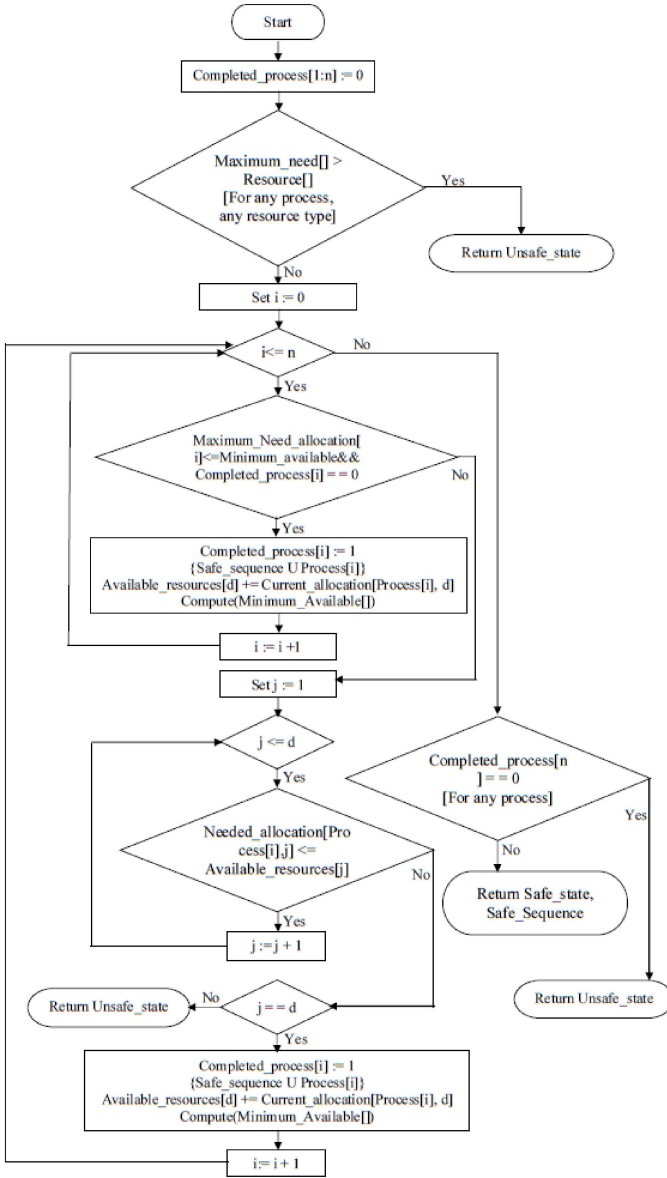 Start
Completed_process[1:n] := 0
Maximum_need[] >
Resource[]
[For any process,
any resource type]
Yes
Return Unsafe_state
No
Set i := 0
i<= n
No
Yes
Maximum_Need_allocation[
i]<=Minimum_available&&
Completed_process[i] = = 0
No
Yes
Completed_process[i] := 1
{Safe_sequence U Process[i]}
Available_resources[d] += Current_allocation[Process[i], d]
Compute(Minimum_Available[])
i := i +1
Set j := 1
j <= d
Yes
Completed_process[n
] = = 0
[For any process]
Yes
No
Return Safe_state,
Safe_Sequence
Return Unsafe_state
Needed_allocation[Pro
cess[i],j] <=
Available_resources[j]
No
Yes
j := j + 1
j = = d
No
Return Unsafe_state
Yes
Completed_process[i] := 1
{Safe_sequence U Process[i]}
Available_resources[d] += Current_allocation[Process[i], d]
Compute(Minimum_Available[])
i:= i + 1